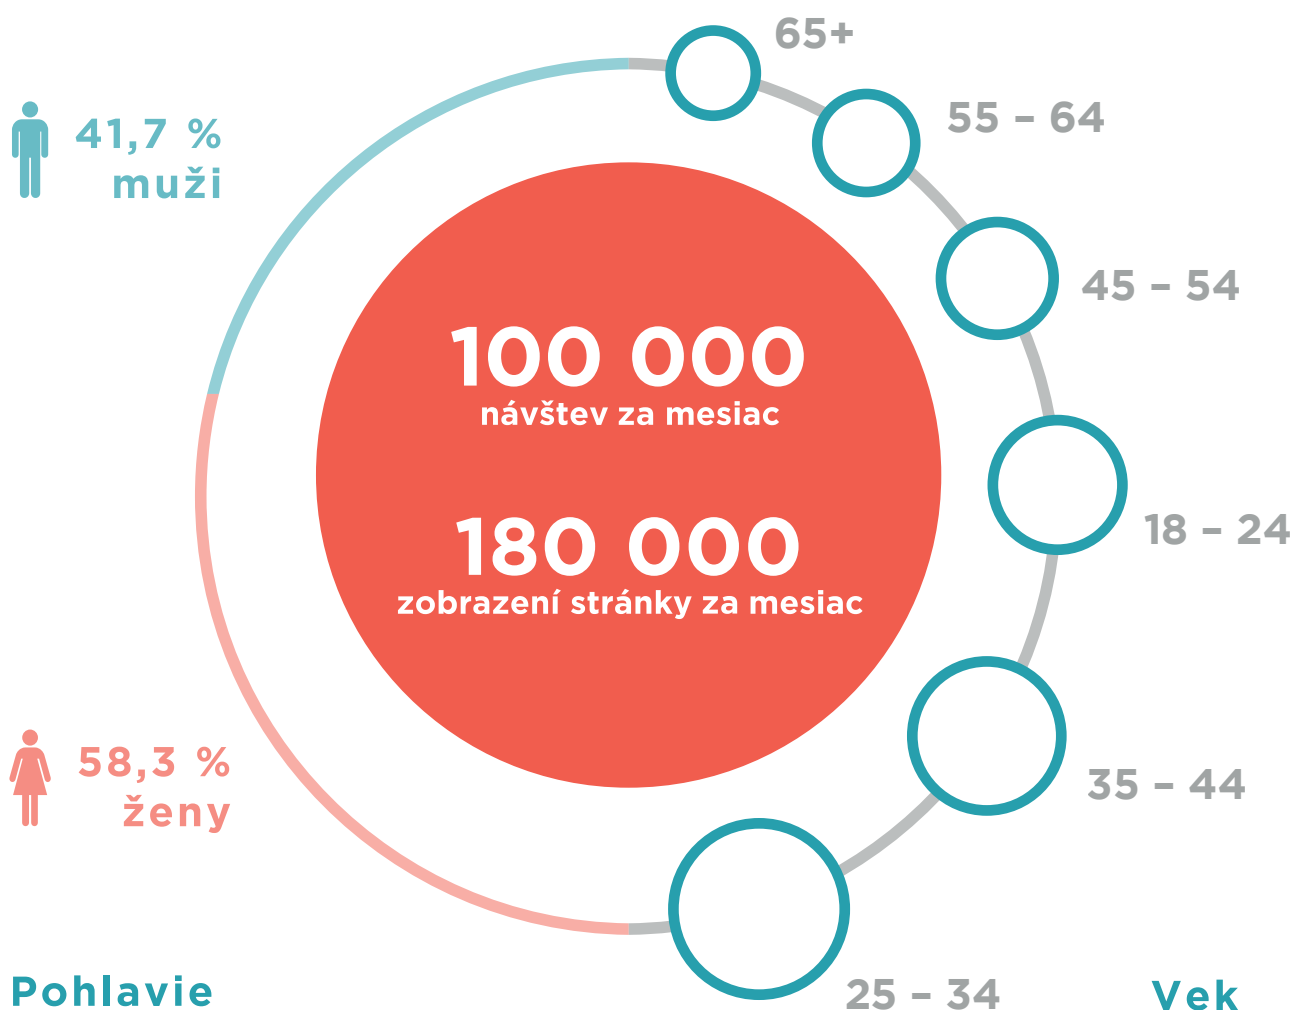 65+
55 – 64
41,7 %
muži
45 – 54
100 000
návštev za mesiac
18 – 24
180 000
zobrazení stránky za mesiac
58,3 %
ženy
35 – 44
Pohlavie
25 – 34
Vek